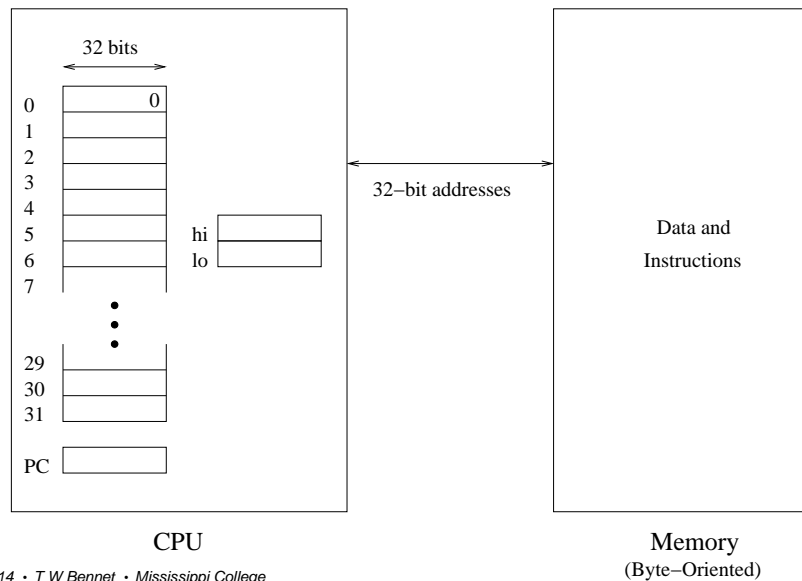 32 bits
0
0
1
2
3
4
5
6
7
hi
lo
29
30
31
PC
32−bit addresses
Data and
Instructions
CPU
Memory
(Byte−Oriented)
14 • T W Bennet • Mississippi College